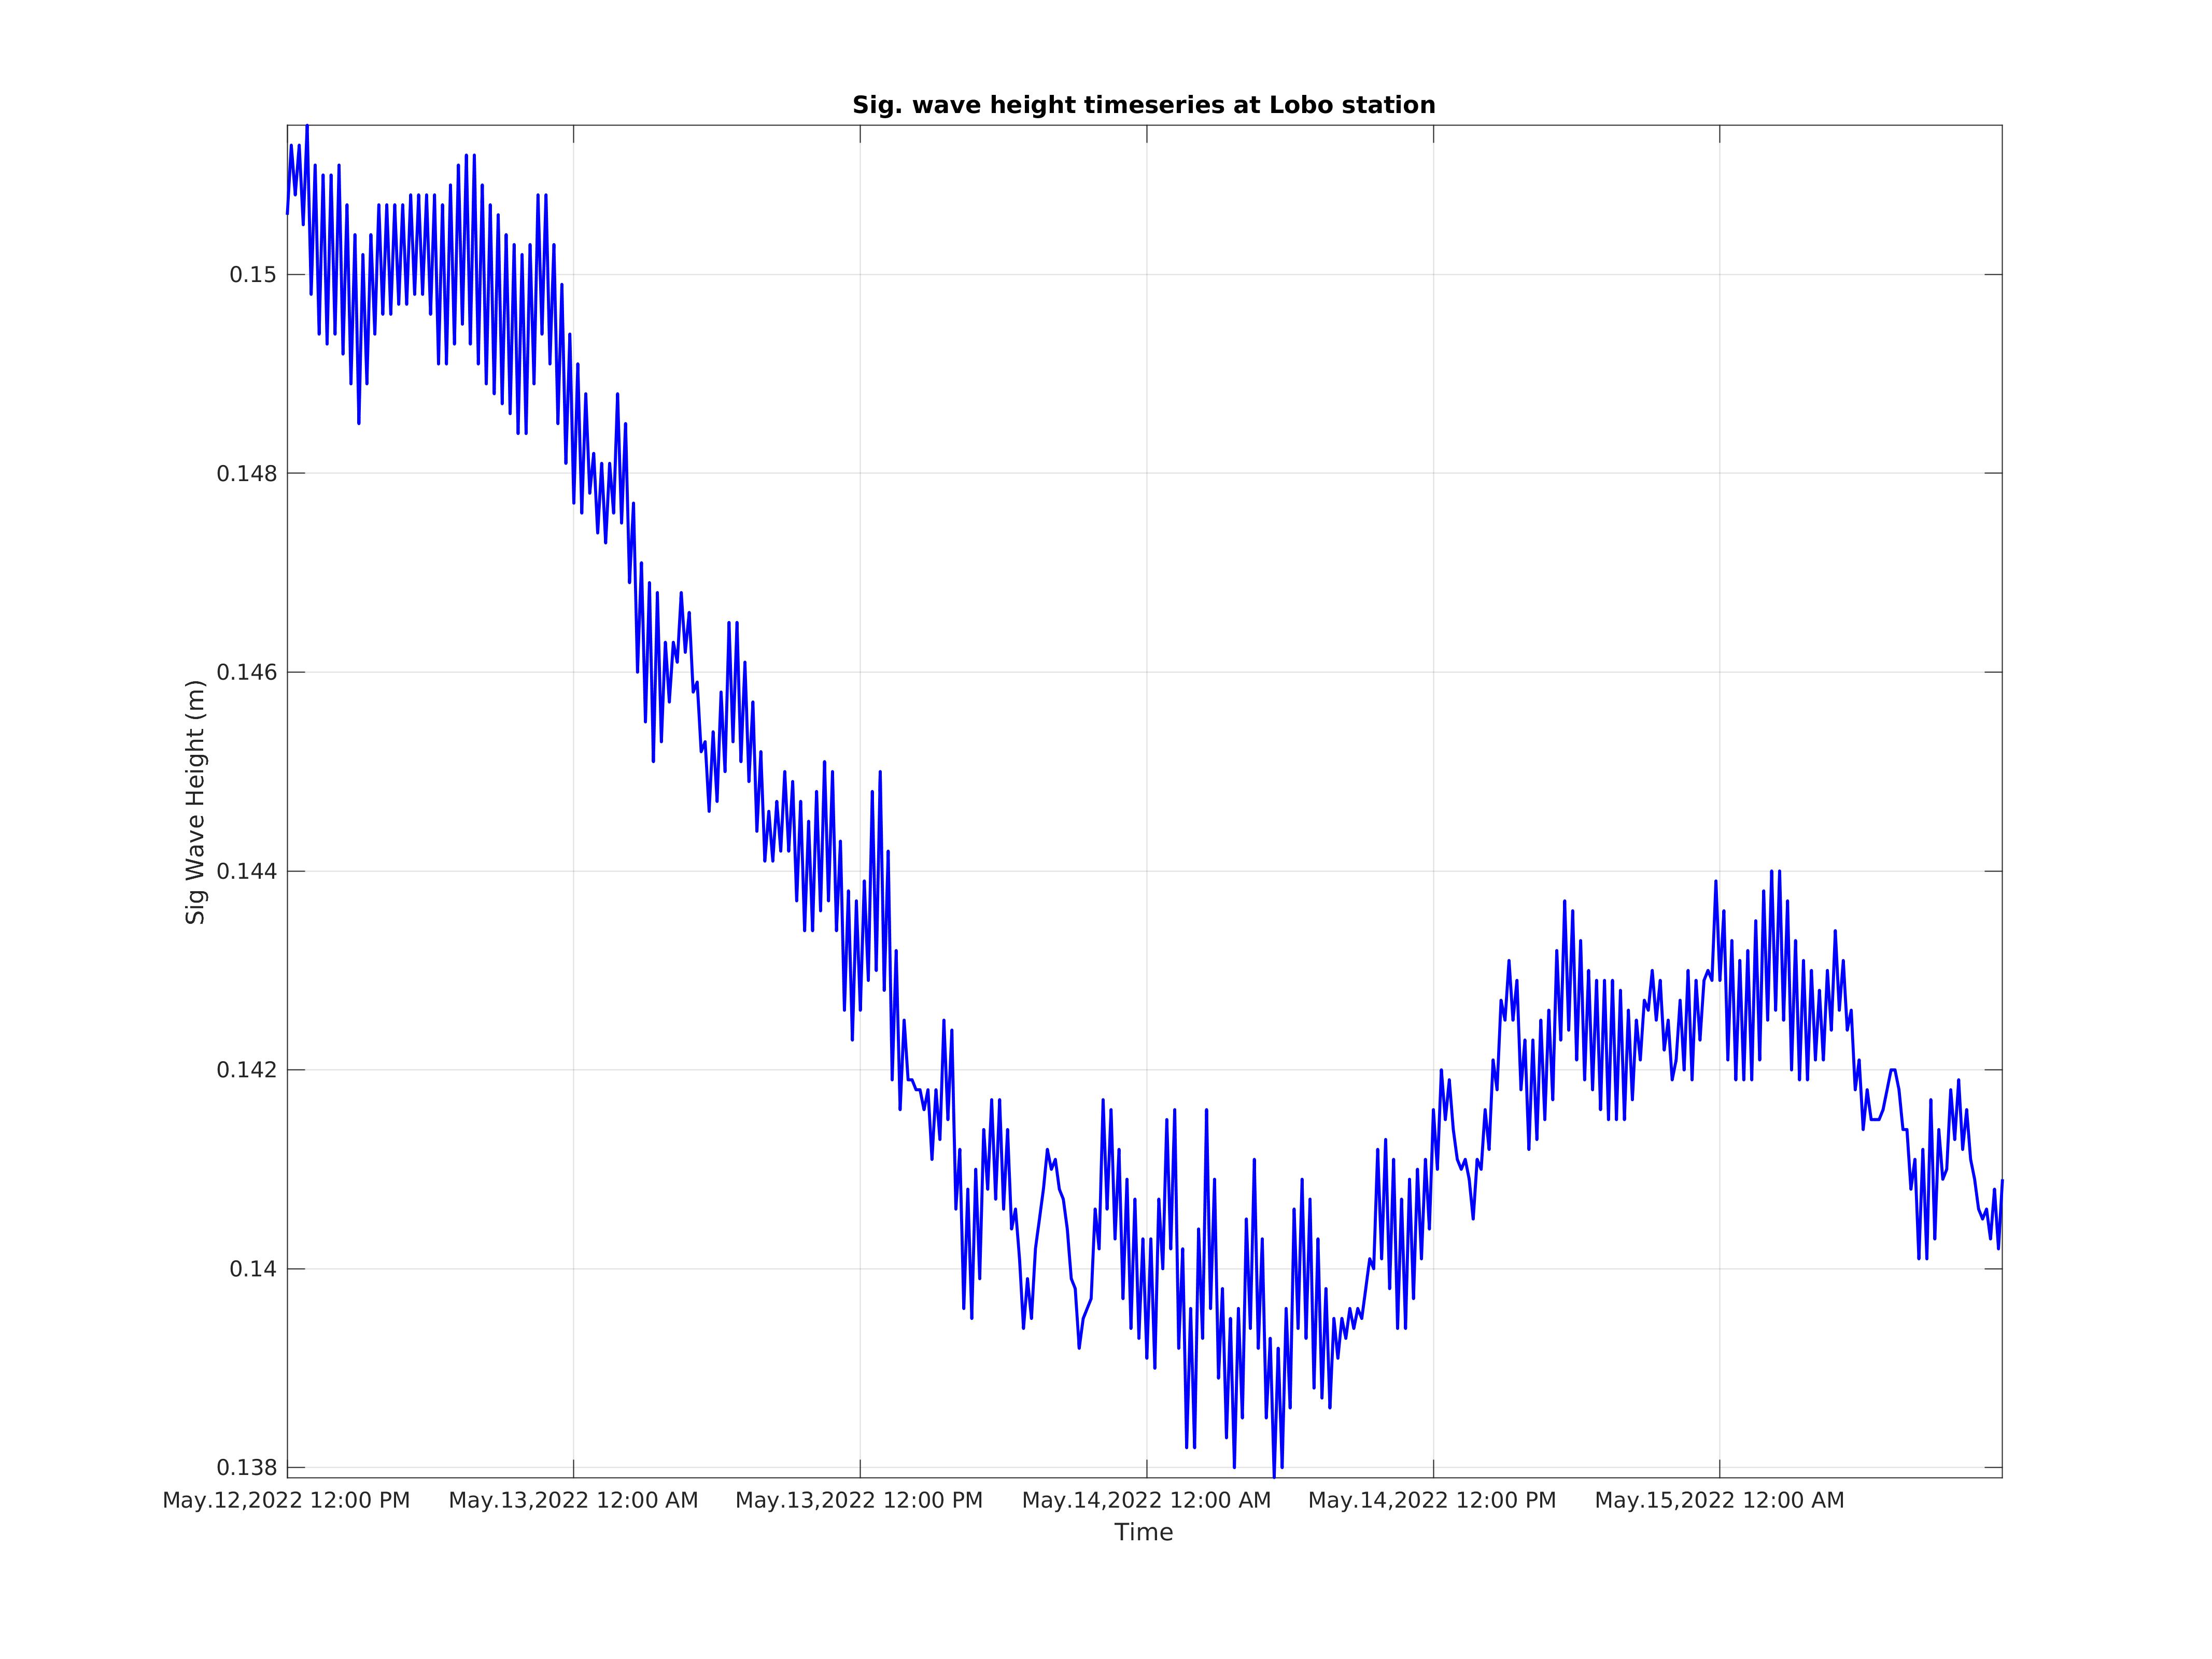 Sig. wave height timeseries at Lobo station
0.15
0.148
0.146
0.144
0.142
0.14
0.138
Sig Wave Height (m)
May.12,2022 12:00 PM May.13,2022 12:00 AM May.13,2022 12:00 PM May.14,2022 12:00 AM May.14,2022 12:00 PM May.15,2022 12:00 AM
Time